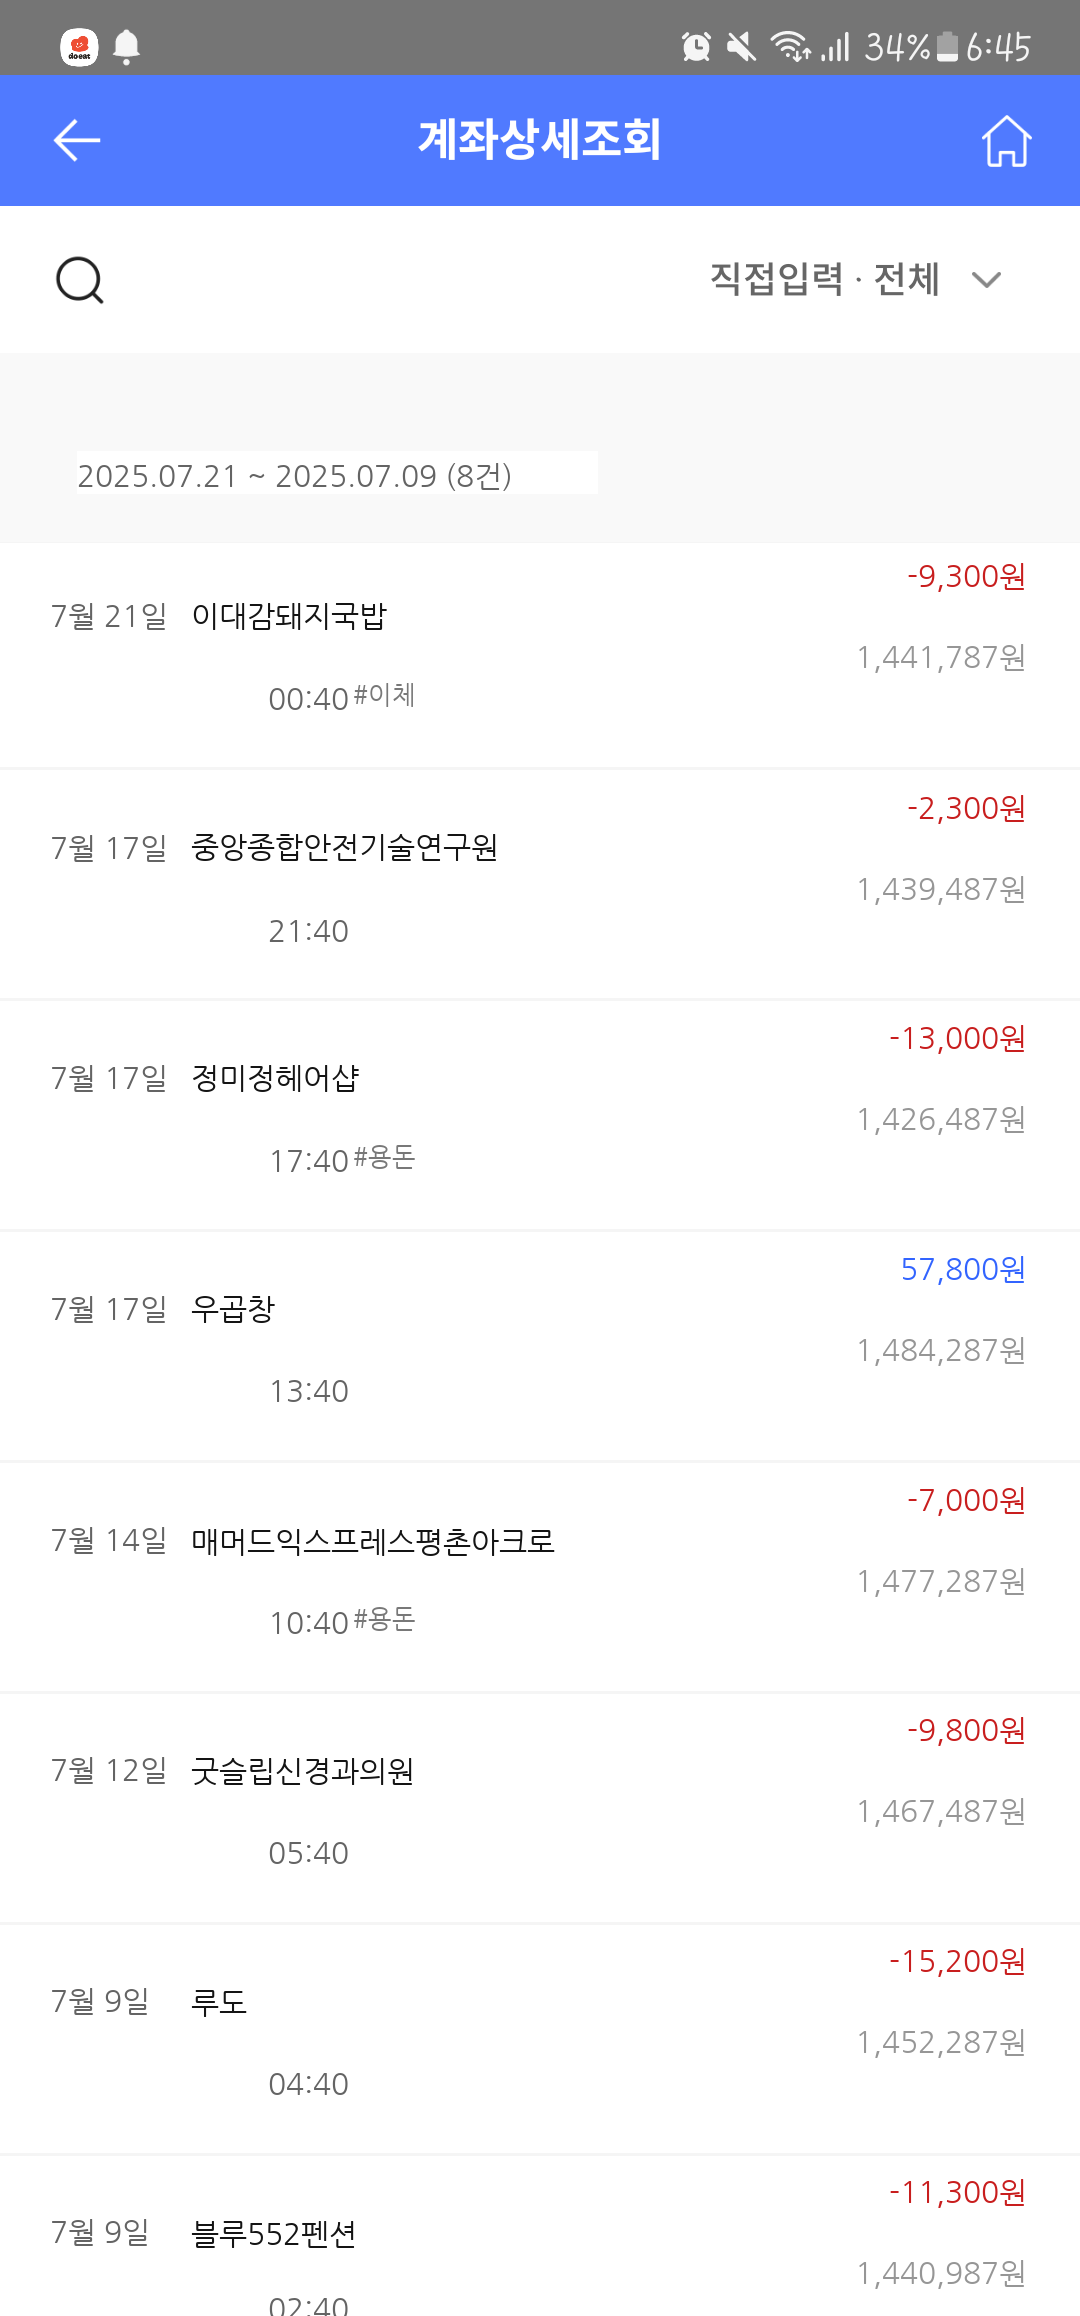 doeat 34% 6:45
계좌상세조회
직접입력 · 전체
2025.07.21 ~ 2025.07.09 (8건)
-9,300원
7월 21일 이대감돼지국밥
1,441,787원
00:40 #이체
-2,300원
7월 17일 중앙종합안전기술연구원
1,439,487원
21:40
-13,000원
7월 17일 정미정헤어샵
1,426,487원
17:40 #용돈
57,800원
7월 17일 우곱창
1,484,287원
13:40
-7,000원
7월 14일 매머드익스프레스평촌아크로
1,477,287원
10:40 #용돈
-9,800원
7월 12일 굿슬립신경과의원
1,467,487원
05:40
-15,200원
7월 9일 루도
1,452,287원
04:40
-11,300원
7월 9일 블루552펜션
1,440,987원
02:40